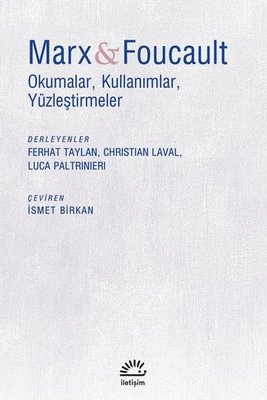 Marx & Foucault
Okumalar, Kullanımlar,
Yüzleştirmeler
DERLEYENLER
FERHAT TAYLAN, CHRISTIAN LAVAL,
LUCA PALTRINIERI
ÇEVİREN
İSMET BİRKAN
iletişim